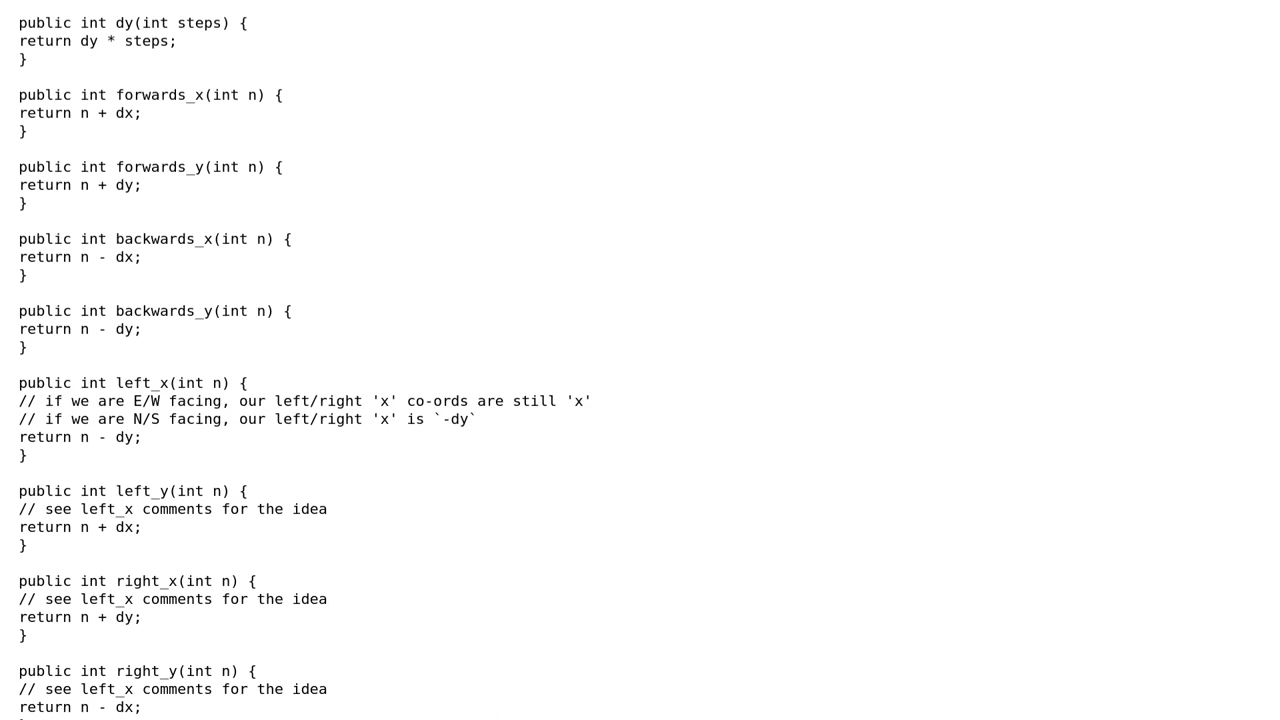 public int dy(int steps) {
return dy * steps;
}

public int forwards_x(int n) {
return n + dx;
}

public int forwards_y(int n) {
return n + dy;
}

public int backwards_x(int n) {
return n - dx;
}

public int backwards_y(int n) {
return n - dy;
}

public int left_x(int n) {
// if we are E/W facing, our left/right 'x' co-ords are still 'x'
// if we are N/S facing, our left/right 'x' is `-dy`
return n - dy;
}

public int left_y(int n) {
// see left_x comments for the idea
return n + dx;
}

public int right_x(int n) {
// see left_x comments for the idea
return n + dy;
}

public int right_y(int n) {
// see left_x comments for the idea
return n - dx;